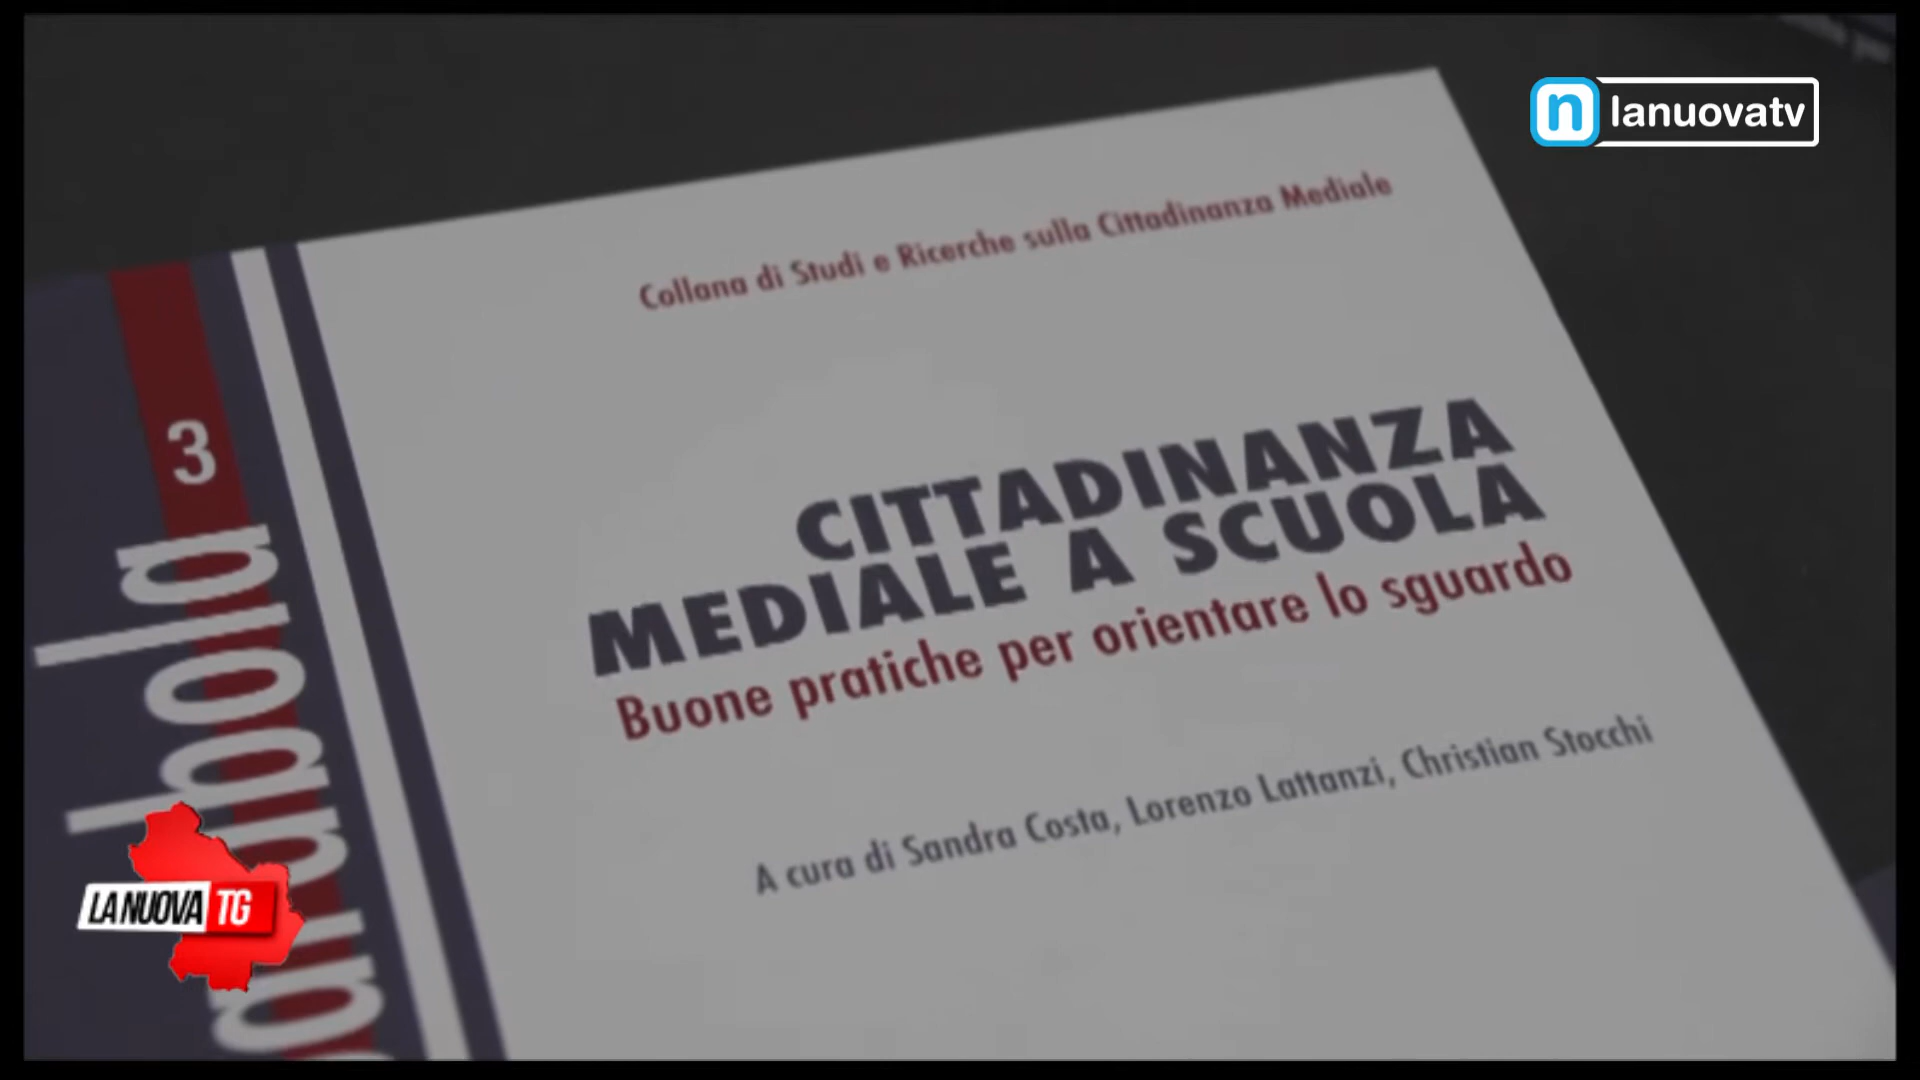 n lanuovatv
Collana di Studi e Ricerche sulla Cittadinanza Mediale
3
CITTADINANZA
MEDIALE A SCUOLA
Buone pratiche per orientare lo sguardo
A cura di Sandra Costa, Lorenzo Lattanzi, Christian Stocchi
LA NUOVA TG